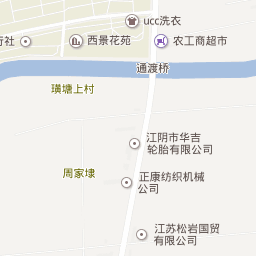 ucc洗衣
行社
西景花苑
农工商超市
通渡桥
璜塘上村
江阴市华吉
轮胎有限公司
周家埭
正康纺织机械
公司
江苏松岩国贸
有限公司